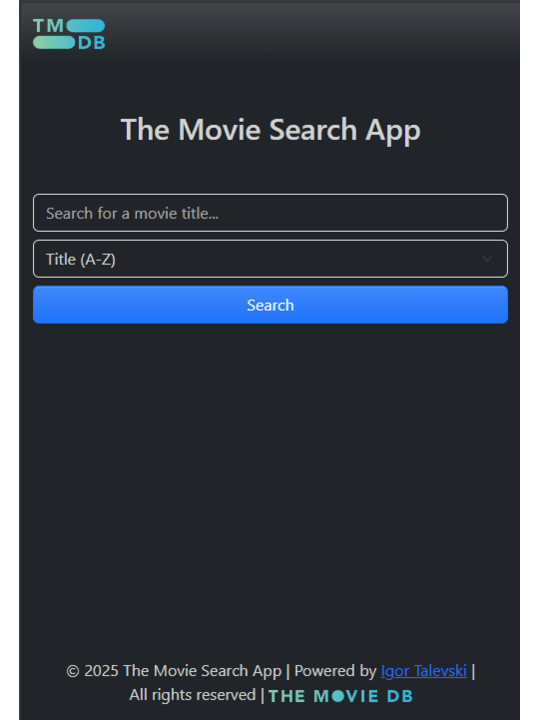 TM
DB
The Movie Search App
Search for a movie title...
Title (A-Z)
Search
© 2025 The Movie Search App | Powered by Igor Talevski |
All rights reserved | THE MOVIE DB